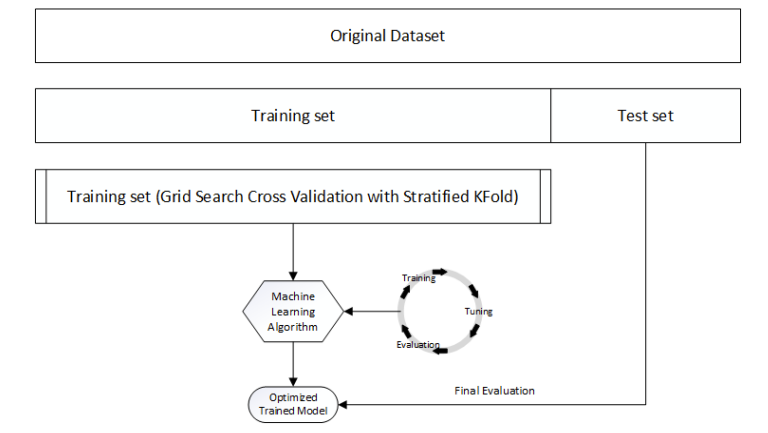 Original Dataset
Training set
Test set
Training set (Grid Search Cross Validation with Stratified KFold)
Machine
Learning
Algorithm
Training
Tuning
Evaluation
Optimized
Trained Model
Final Evaluation